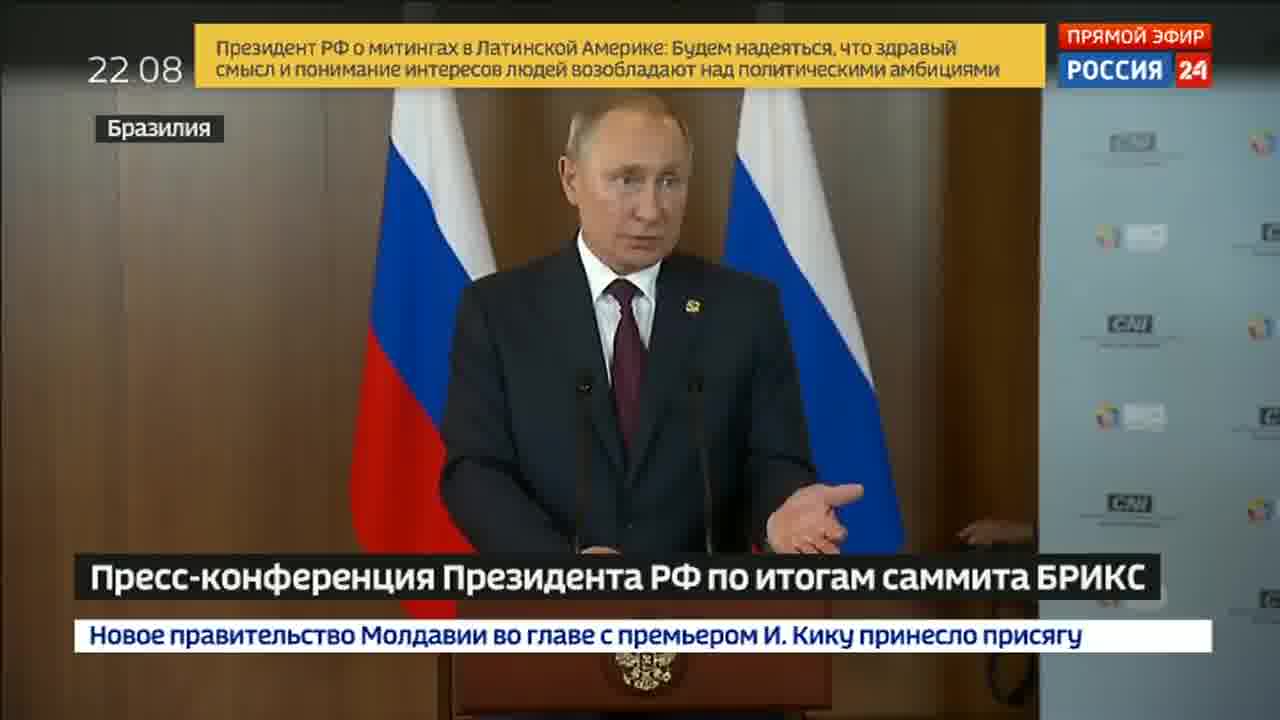 22 08
Президент РФ о митингах в Латинской Америке: Будем надеяться, что здравый
смысл и понимание интересов людей возобладают над политическими амбициями
ПРЯМОЙ ЭФИР
РОССИЯ 24
Бразилия
CNI
CNI
CNI
Пресс-конференция Президента РФ по итогам саммита БРИКС
Новое правительство Молдавии во главе с премьером И. Кику принесло присягу